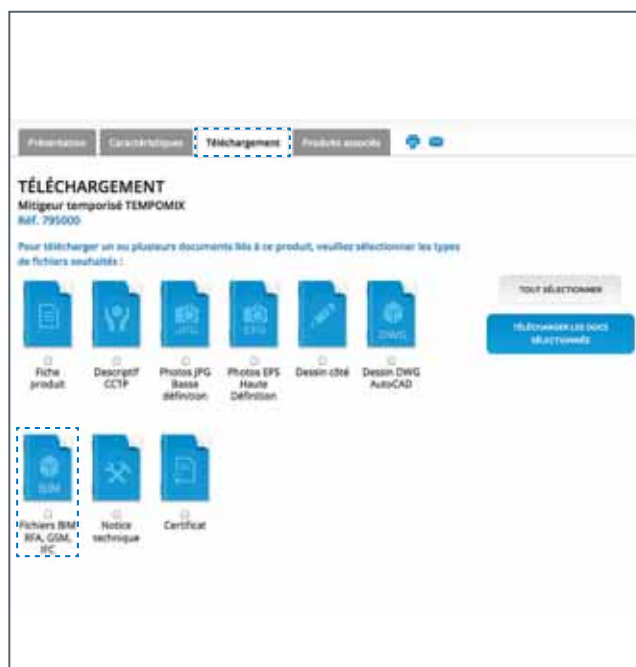 Présentation Caractéristiques Téléchargement Produits associés
TÉLÉCHARGEMENT
Mitigeur temporisé TEMPOMIX
Réf. 795000
Pour télécharger un ou plusieurs documents liés à ce produit, veuillez sélectionner les types
de fichiers souhaités :
TOUT SÉLECTIONNER
TÉLÉCHARGER LES DOCS
SÉLECTIONNÉS
JPG
EPS
DWG
Fiche
produit
Descriptif
CCTP
Photos JPG
Basse
définition
Photos EPS
Haute
Définition
Dessin côté
Dessin DWG
AutoCAD
BIM
Fichiers BIM
RFA, GSM,
IFC
Notice
technique
Certificat